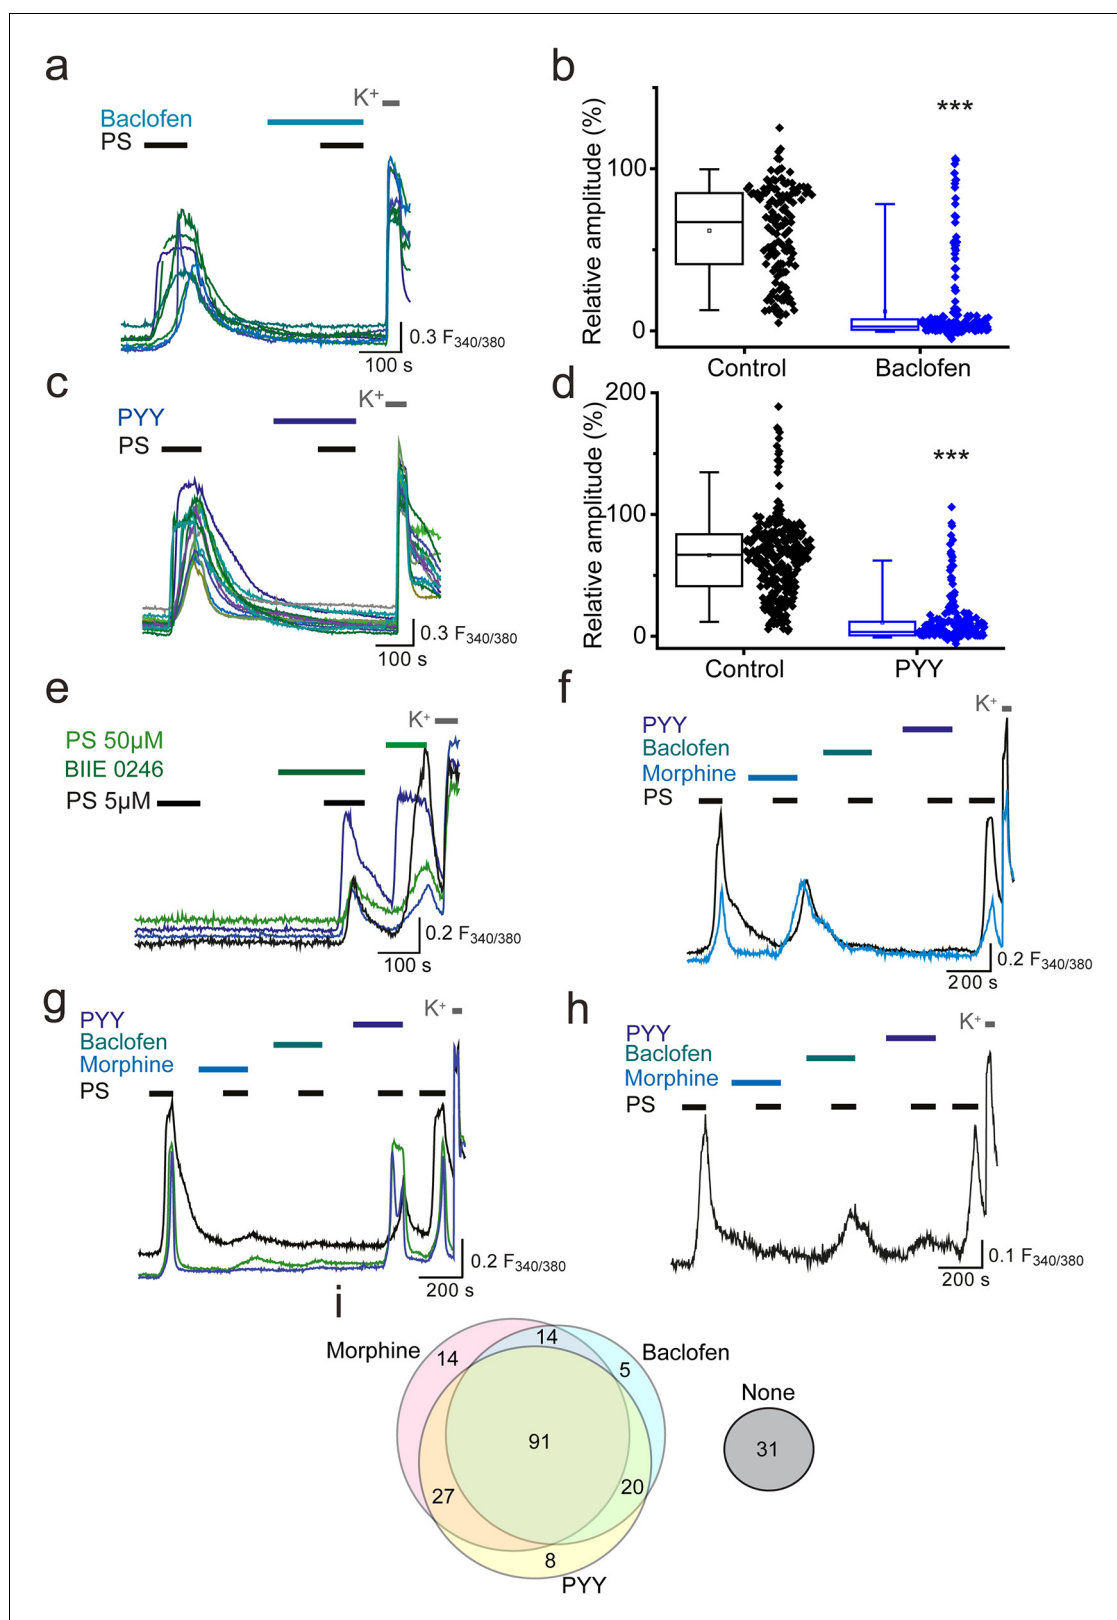 a
Baclofen
PS
K+
0.3 F340/380
100 s
b
Relative amplitude (%)
100
0
***
Control
Baclofen
c
PYY
PS
K+
0.3 F340/380
100 s
d
Relative amplitude (%)
200
100
0
***
Control
PYY
e
PS 50µM
BIIE 0246
PS 5µM
K+
0.2 F340/380
100 s
f
PYY
Baclofen
Morphine
PS
K+
0.2 F340/380
200 s
g
PYY
Baclofen
Morphine
PS
K+
0.2 F340/380
200 s
h
PYY
Baclofen
Morphine
PS
K+
0.1 F340/380
200 s
i
Morphine
14
14
Baclofen
5
91
27
20
8
PYY
None
31